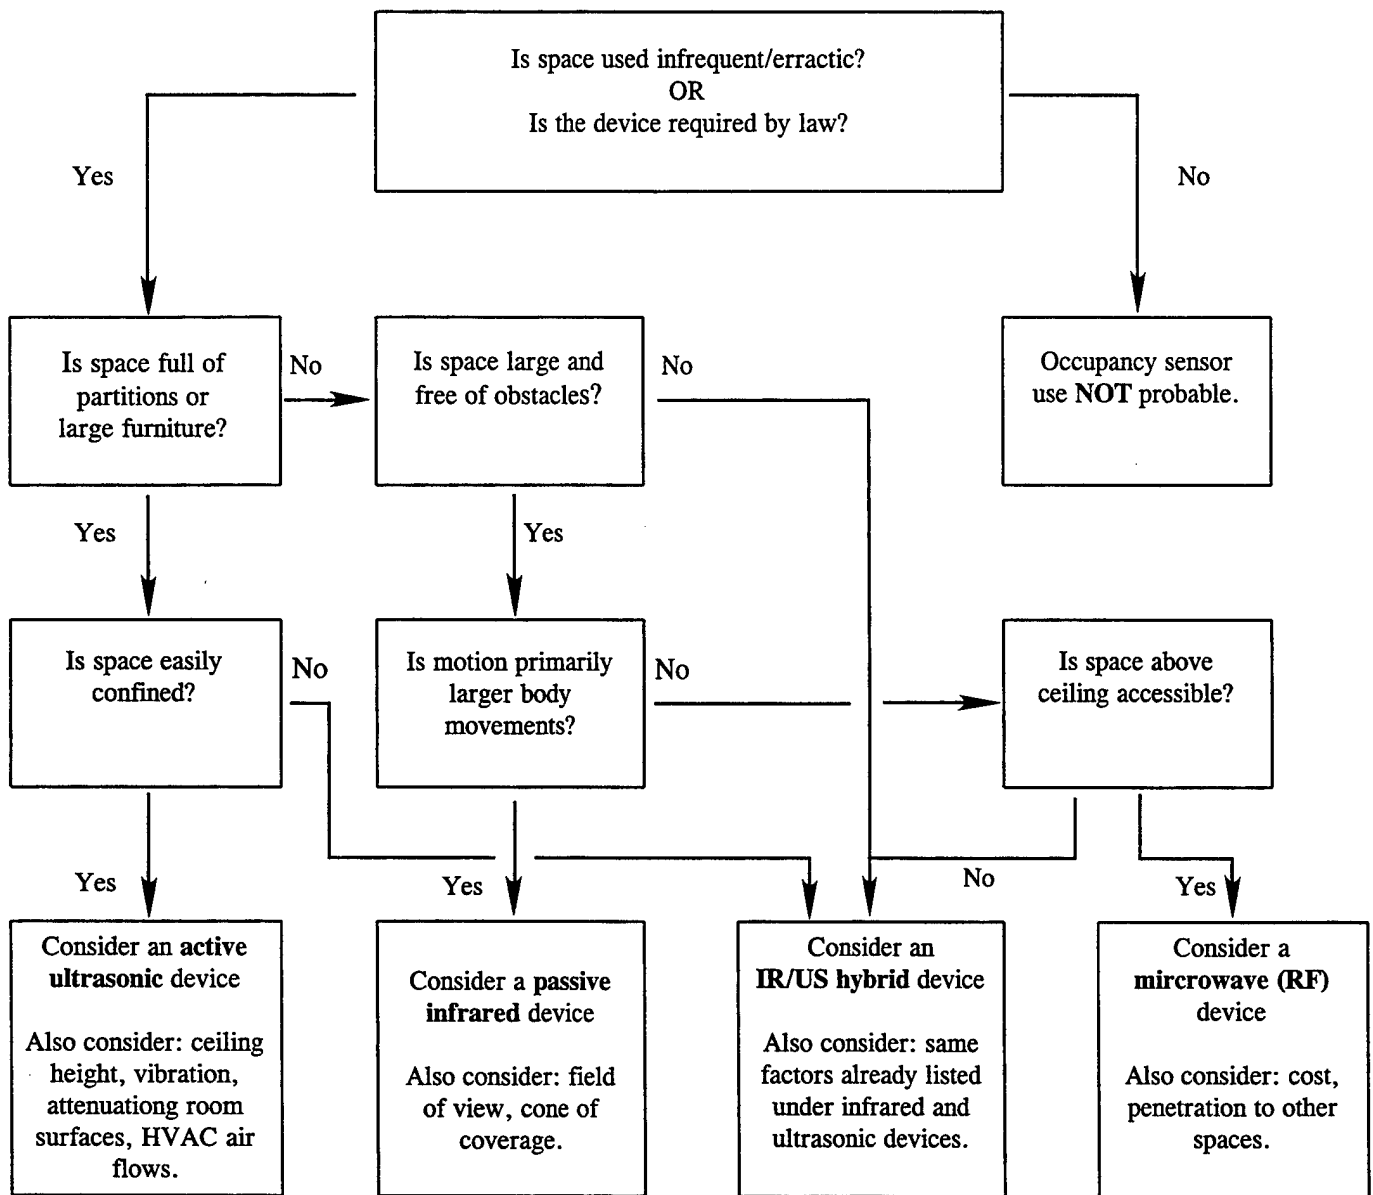 Is space used infrequent/erractic?
OR
Is the device required by law?
Yes
No
Is space full of
partitions or
large furniture?
No
Is space large and
free of obstacles?
No
Occupancy sensor
use NOT probable.
Yes
Yes
Is space easily
confined?
No
Is motion primarily
larger body
movements?
No
Is space above
ceiling accessible?
Yes
Yes
No
Yes
Consider an active
ultrasonic device
Also consider: ceiling
height, vibration,
attenuationg room
surfaces, HVAC air
flows.
Consider a passive
infrared device
Also consider: field
of view, cone of
coverage.
Consider an
IR/US hybrid device
Also consider: same
factors already listed
under infrared and
ultrasonic devices.
Consider a
mircrowave (RF)
device
Also consider: cost,
penetration to other
spaces.